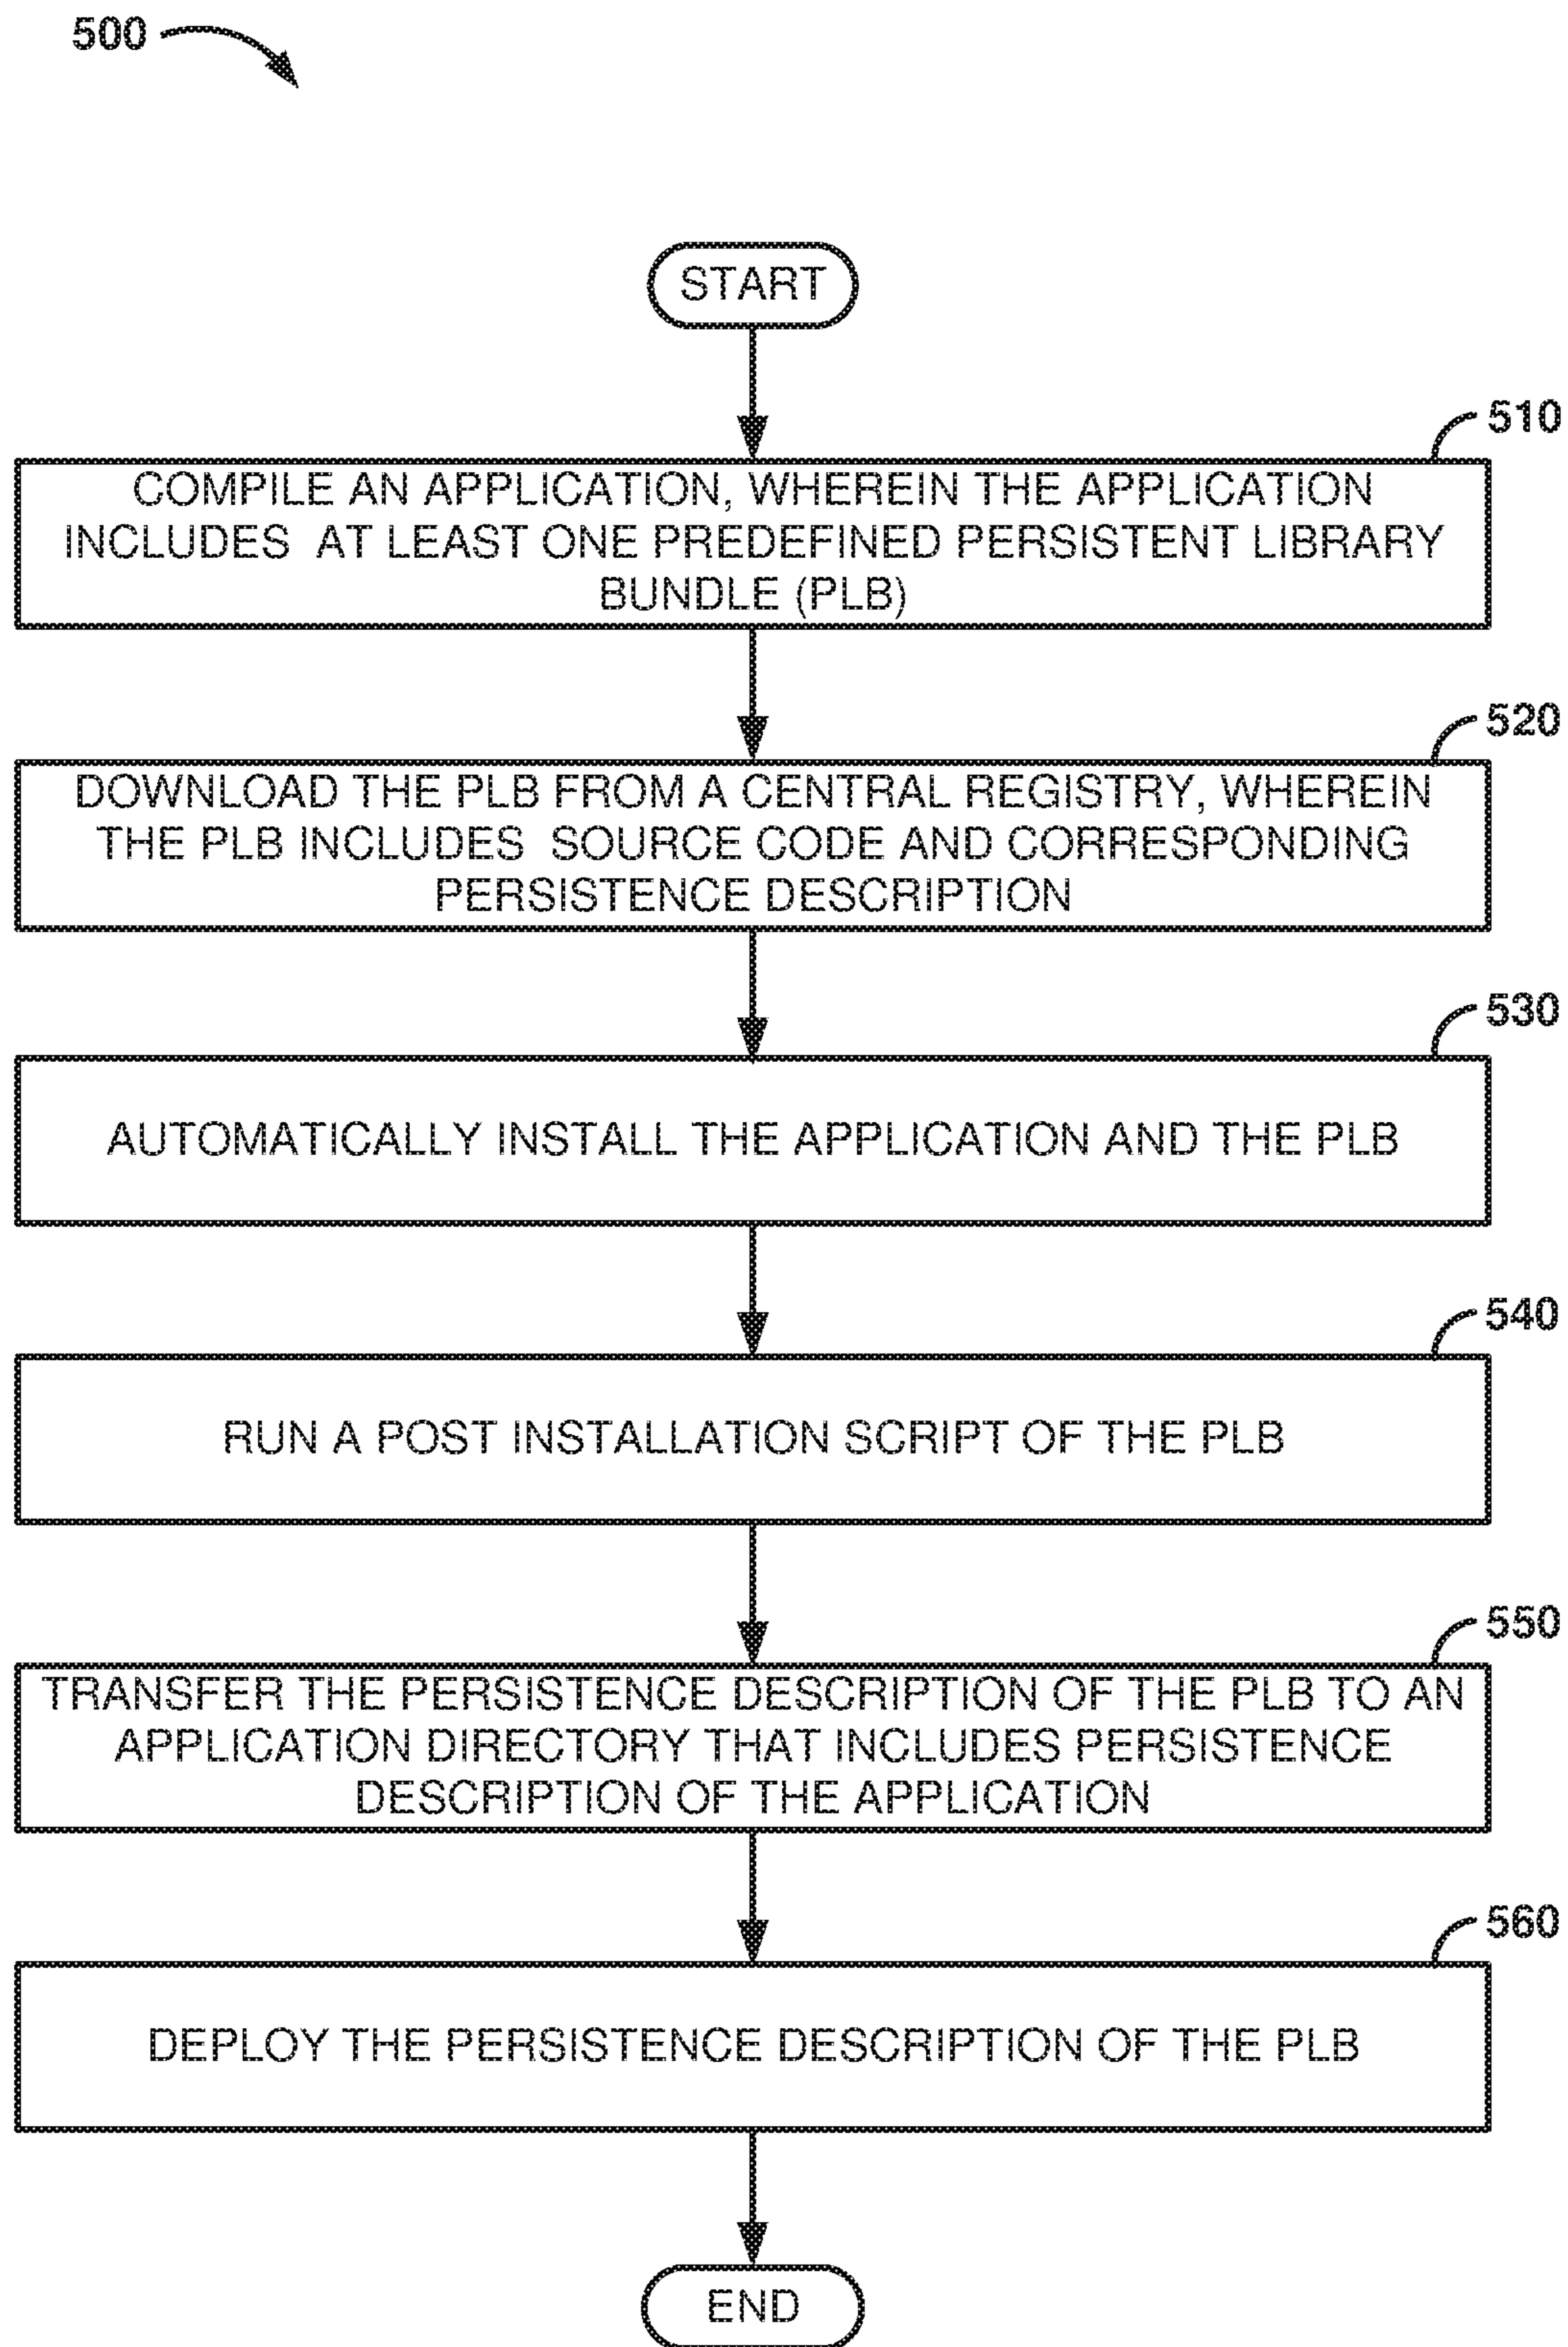 500
START
510
COMPILE AN APPLICATION, WHEREIN THE APPLICATION
INCLUDES AT LEAST ONE PREDEFINED PERSISTENT LIBRARY
BUNDLE (PLB)
520
DOWNLOAD THE PLB FROM A CENTRAL REGISTRY, WHEREIN
THE PLB INCLUDES SOURCE CODE AND CORRESPONDING
PERSISTENCE DESCRIPTION
530
AUTOMATICALLY INSTALL THE APPLICATION AND THE PLB
540
RUN A POST INSTALLATION SCRIPT OF THE PLB
550
TRANSFER THE PERSISTENCE DESCRIPTION OF THE PLB TO AN
APPLICATION DIRECTORY THAT INCLUDES PERSISTENCE
DESCRIPTION OF THE APPLICATION
560
DEPLOY THE PERSISTENCE DESCRIPTION OF THE PLB
END